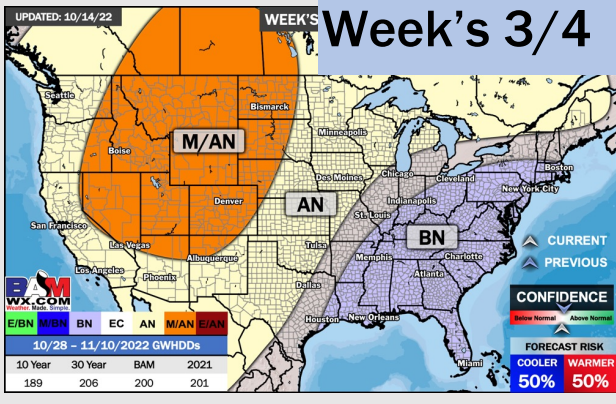 UPDATED: 10/14/22
WEEK'S
Week's 3/4
Seattle
Bismarck
Minneapolis
M/AN
Boise
Boston
Des Moines
Chicago
Cleveland
New York City
Denver
AN
Indianapolis
St. Louis
San Francisco
BN
CURRENT
Las Vegas
Albuquerque
Tulsa
Memphis
Charlotte
PREVIOUS
Los Angeles
Phoenix
Atlanta
BAM
WX.COM
Weather. Made. Simple.
Dallas
CONFIDENCE
Below Normal
Above Normal
Houston
New Orleans
E/BN M/BN BN EC AN M/AN E/AN
10/28 – 11/10/2022 GWHDDs
FORECAST RISK
10 Year 30 Year BAM 2021
189 206 200 201
Miami
COOLER WARMER
50% 50%